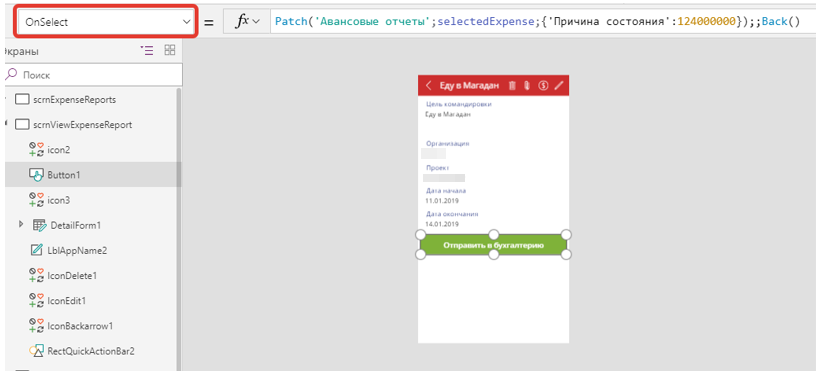 OnSelect = fx Patch('Авансовые отчеты';selectedExpense;{'Причина состояния':124000000});;Back()
Экраны
Поиск
scrnExpenseReports
scrnViewExpenseReport
icon2
Button1
icon3
DetailForm1
LblAppName2
IconDelete1
IconEdit1
IconBackarrow1
RectQuickActionBar2
Еду в Магадан
Цель командировки
Еду в Магадан
Организация
Проект
Дата начала
11.01.2019
Дата окончания
14.01.2019
Отправить в бухгалтерию